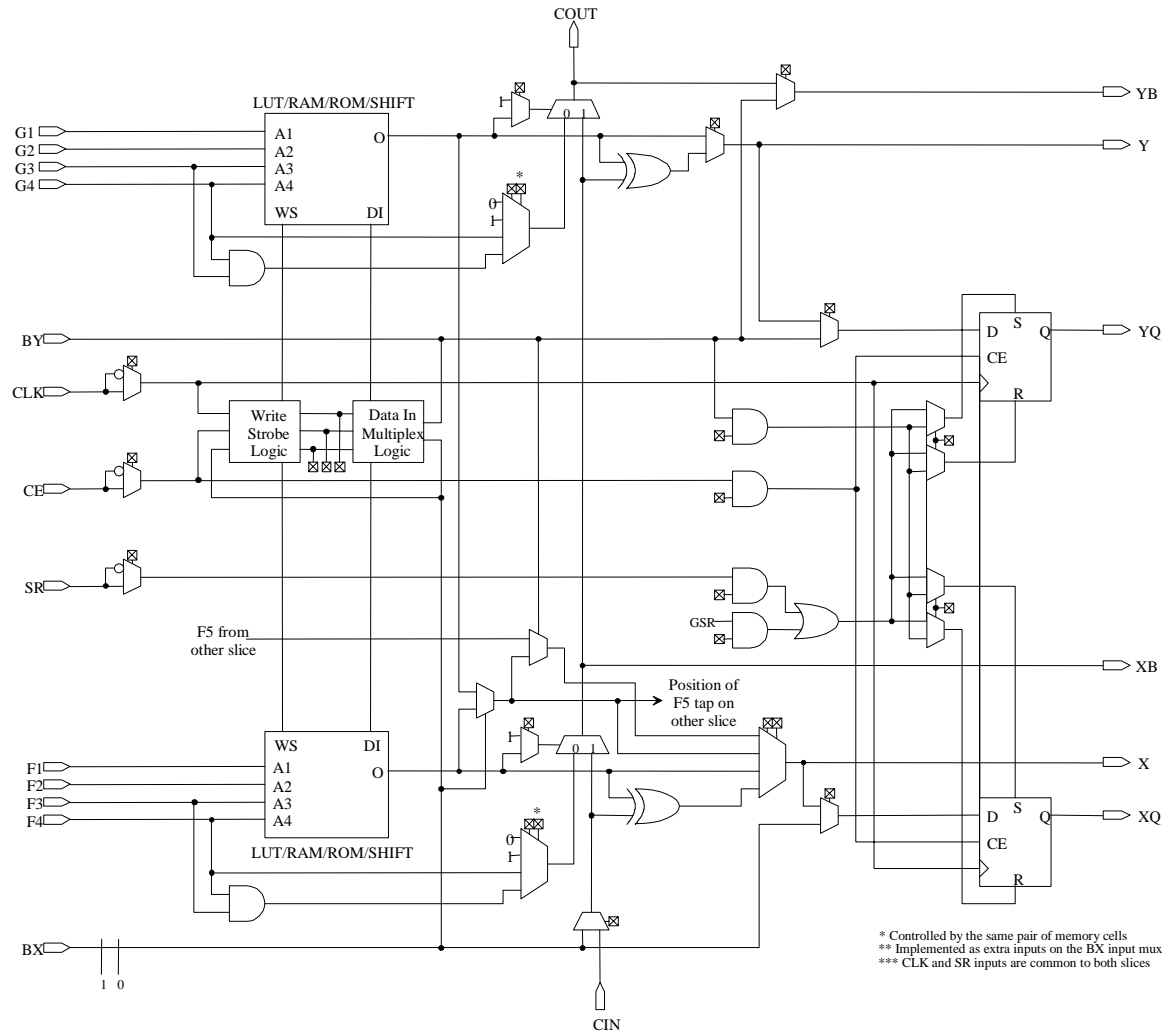 COUT
YB
LUT/RAM/ROM/SHIFT
1
0 1
G1
A1
O
G2
A2
Y
G3
A3
G4
A4
*
0
WS
DI
1
S
BY
D
Q
YQ
CE
CLK
R
Write
Strobe
Logic
Data In
Multiplex
Logic
CE
SR
GSR
F5 from
other slice
XB
Position of
F5 tap on
other slice
WS
DI
1
0 1
F1
A1
O
X
F2
A2
F3
A3
S
F4
A4
*
D
Q
XQ
0
1
CE
LUT/RAM/ROM/SHIFT
R
BX
1 0
* Controlled by the same pair of memory cells
** Implemented as extra inputs on the BX input mux
*** CLK and SR inputs are common to both slices
CIN